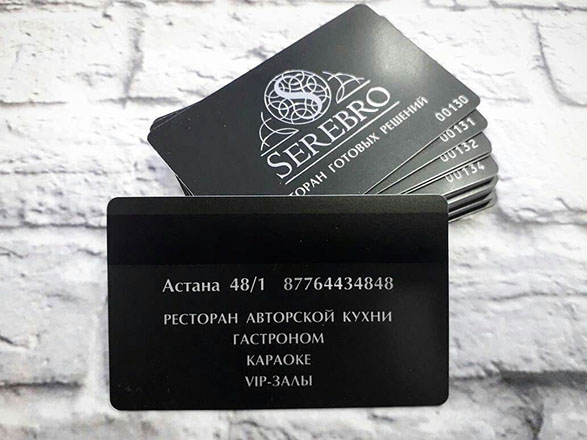 SEREBRO
РЕСТОРАН ГОТОВЫХ РЕШЕНИЙ
00130
00131
00132
00134
Астана 48/1 87764434848
РЕСТОРАН АВТОРСКОЙ КУХНИ
ГАСТРОНОМ
КАРАОКЕ
VIP-ЗАЛЫ